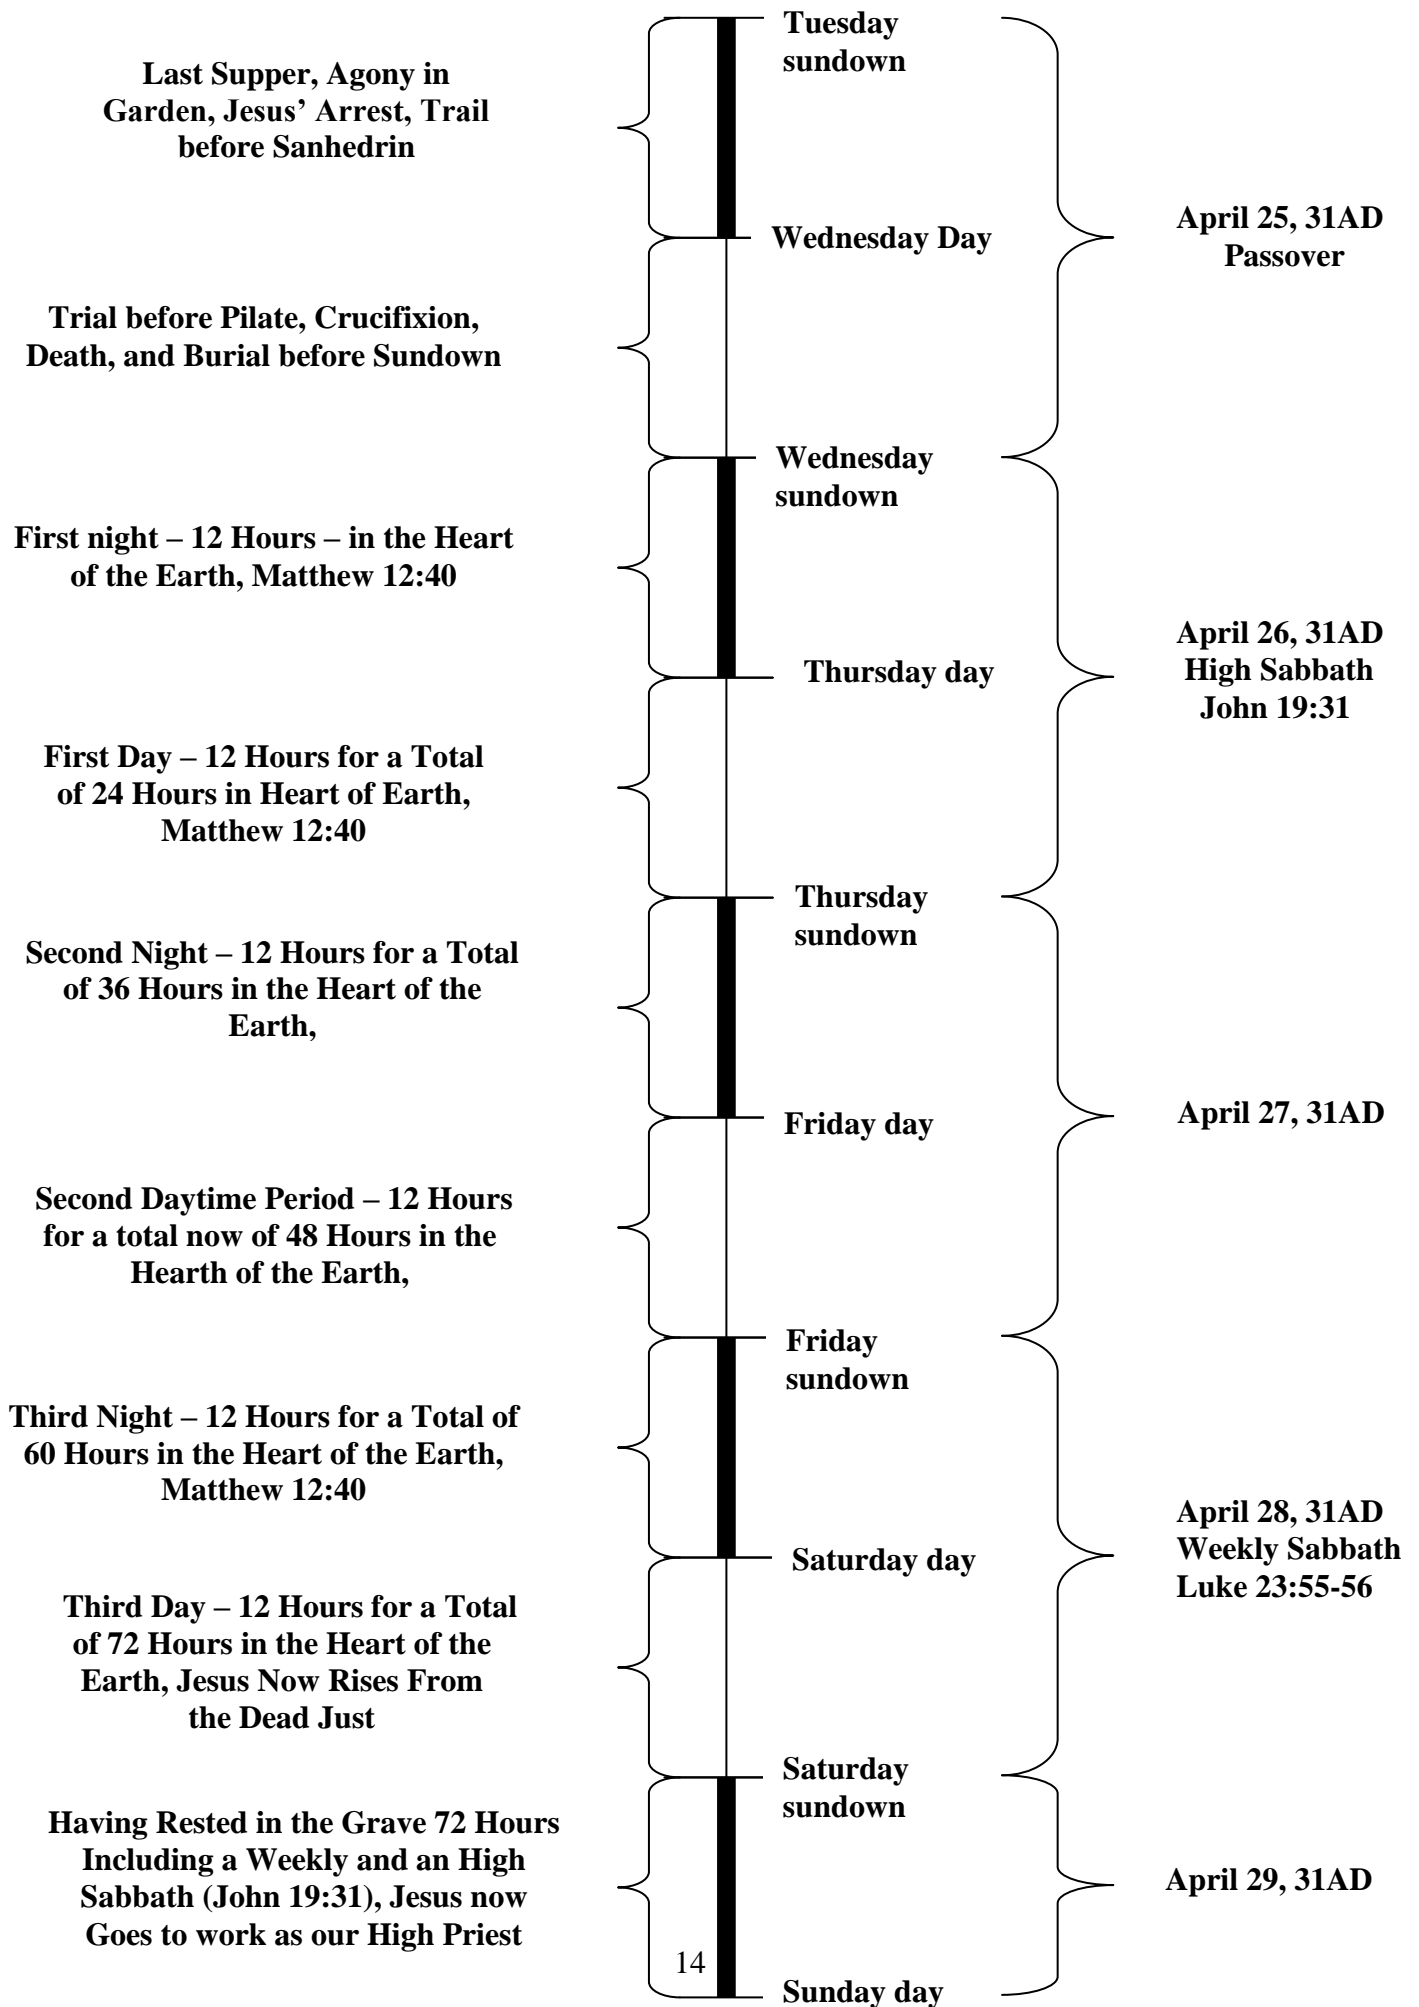 Tuesday
sundown
Last Supper, Agony in
Garden, Jesus’ Arrest, Trail
before Sanhedrin
April 25, 31AD
Passover
Wednesday Day
Trial before Pilate, Crucifixion,
Death, and Burial before Sundown
Wednesday
sundown
First night – 12 Hours – in the Heart
of the Earth, Matthew 12:40
April 26, 31AD
High Sabbath
John 19:31
Thursday day
First Day – 12 Hours for a Total
of 24 Hours in Heart of Earth,
Matthew 12:40
Thursday
sundown
Second Night – 12 Hours for a Total
of 36 Hours in the Heart of the
Earth,
April 27, 31AD
Friday day
Second Daytime Period – 12 Hours
for a total now of 48 Hours in the
Hearth of the Earth,
Friday
sundown
Third Night – 12 Hours for a Total of
60 Hours in the Heart of the Earth,
Matthew 12:40
April 28, 31AD
Weekly Sabbath
Luke 23:55-56
Saturday day
Third Day – 12 Hours for a Total
of 72 Hours in the Heart of the
Earth, Jesus Now Rises From
the Dead Just
Saturday
sundown
Having Rested in the Grave 72 Hours
Including a Weekly and an High
Sabbath (John 19:31), Jesus now
Goes to work as our High Priest
April 29, 31AD
14
Sunday day